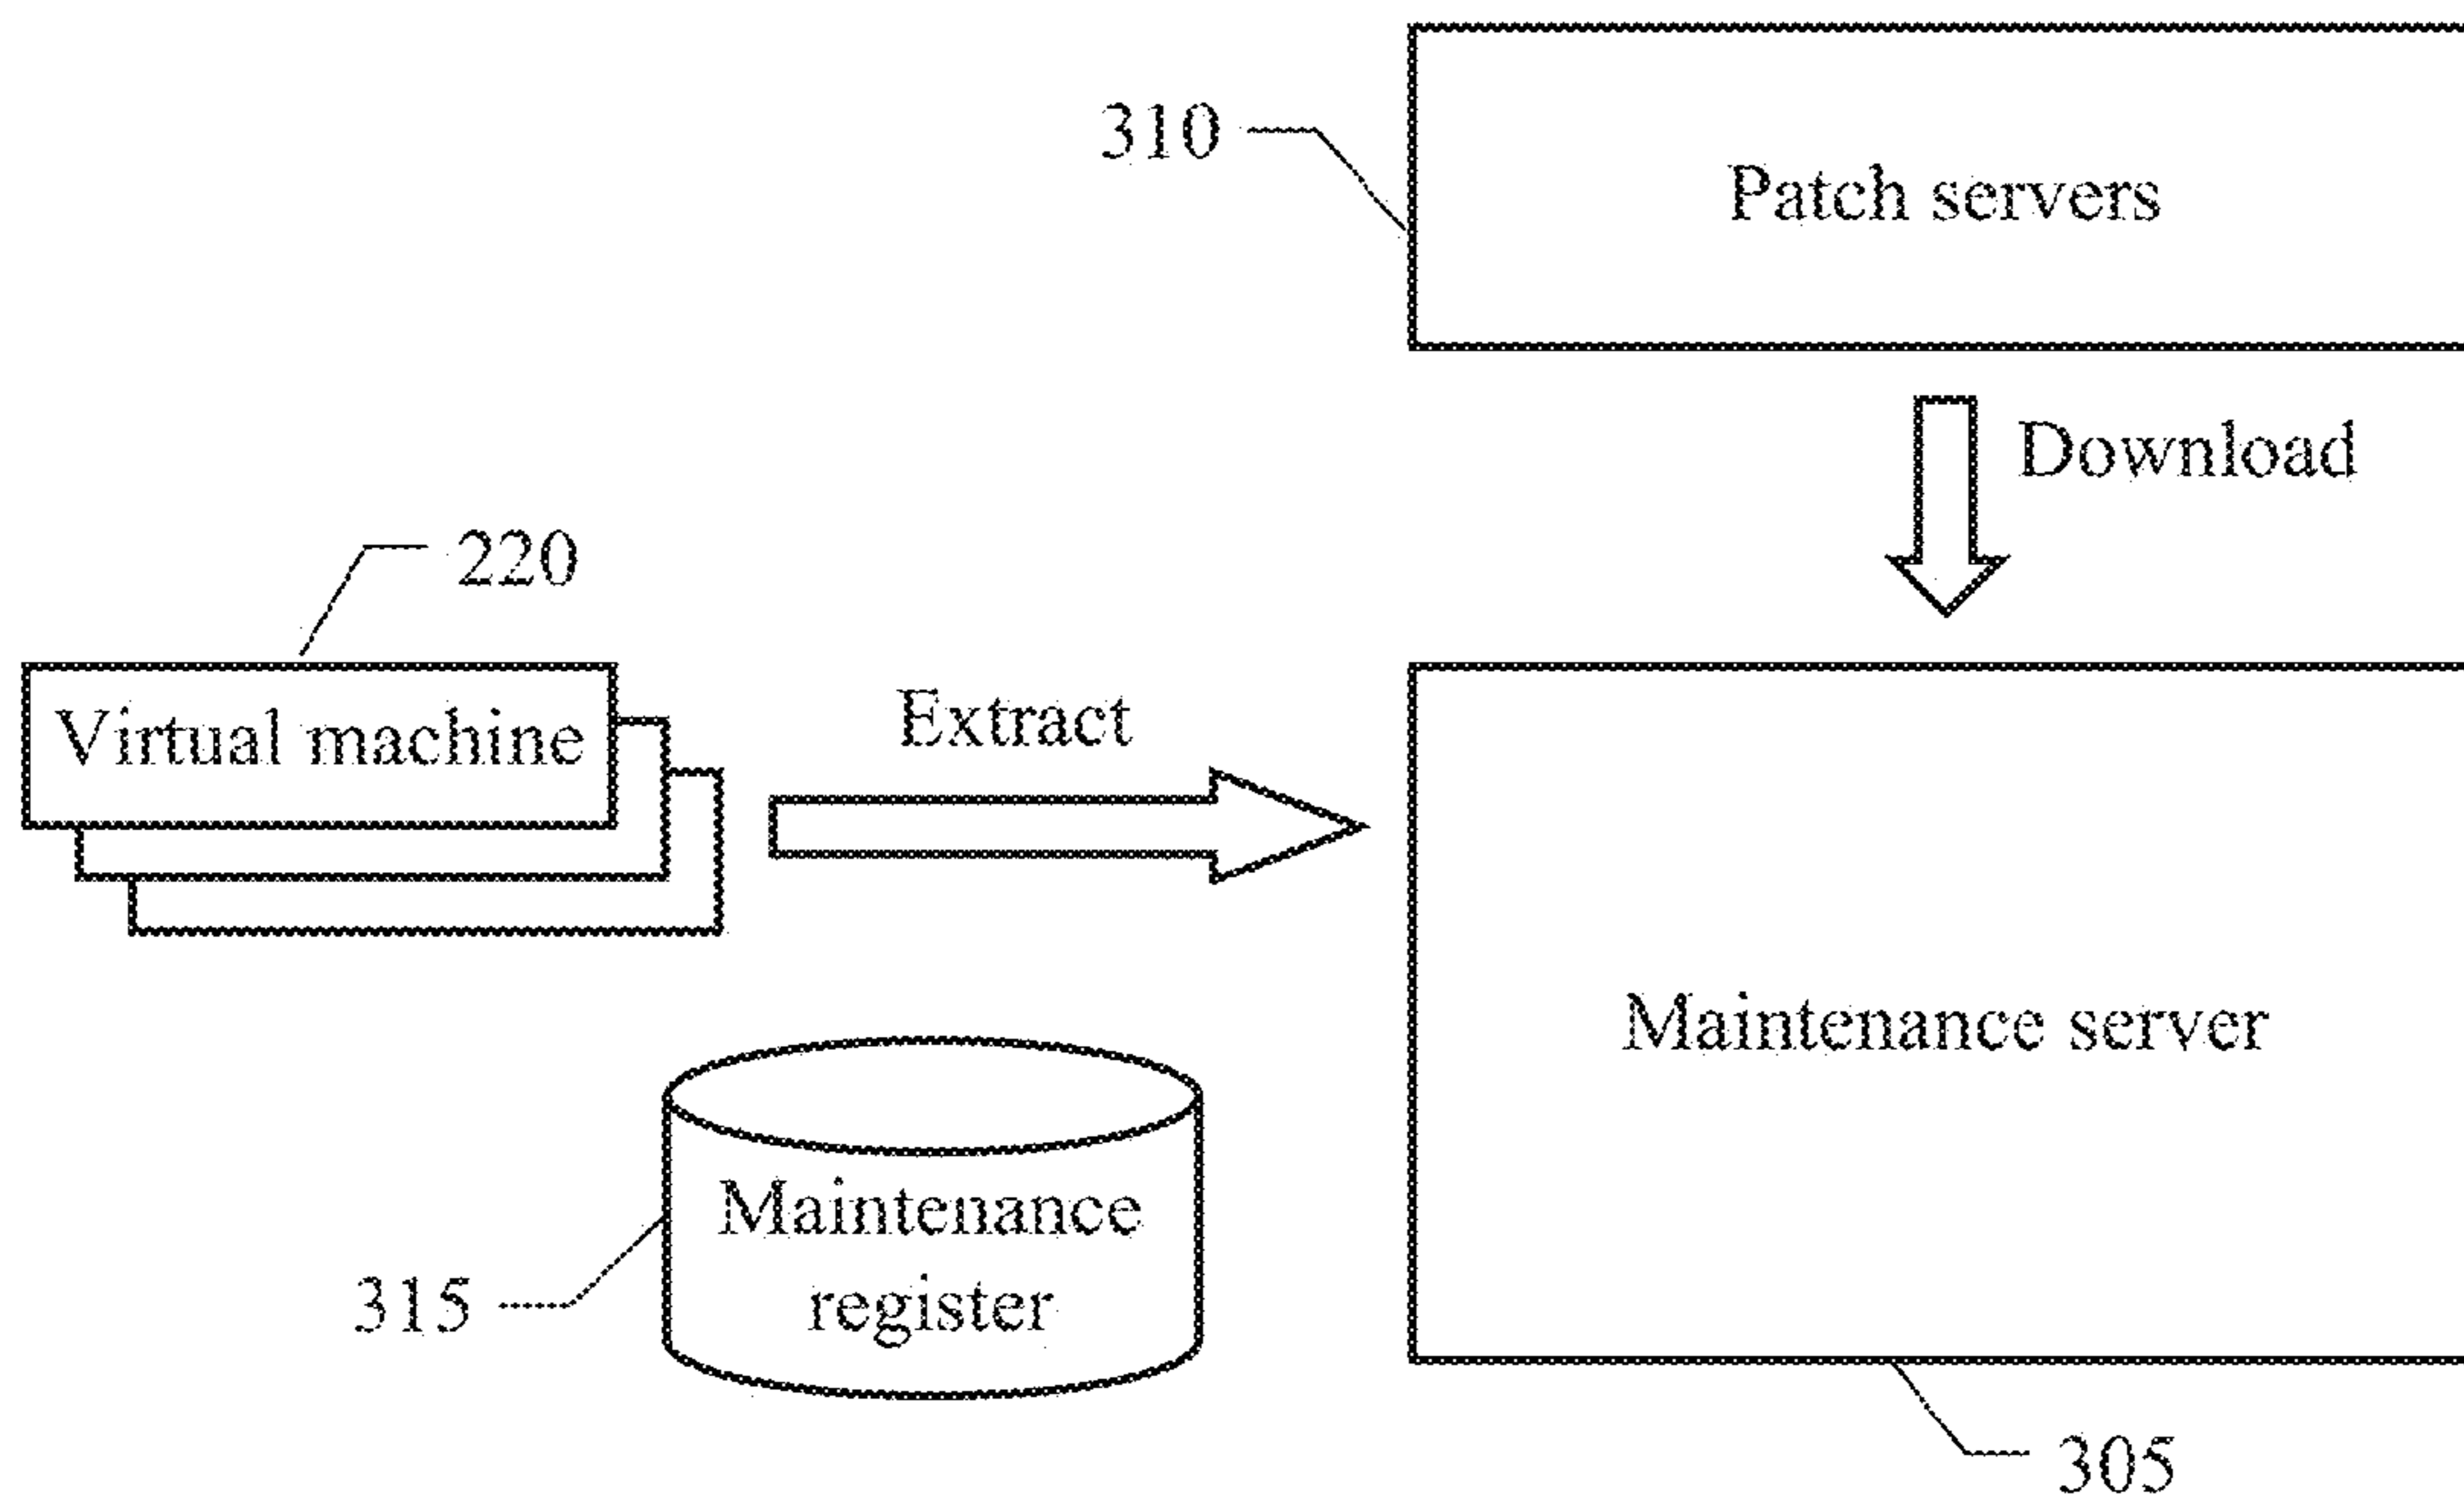 310
Patch servers
Download
220
Virtual machine
Extract
Maintenance server
Maintenance
register
315
305